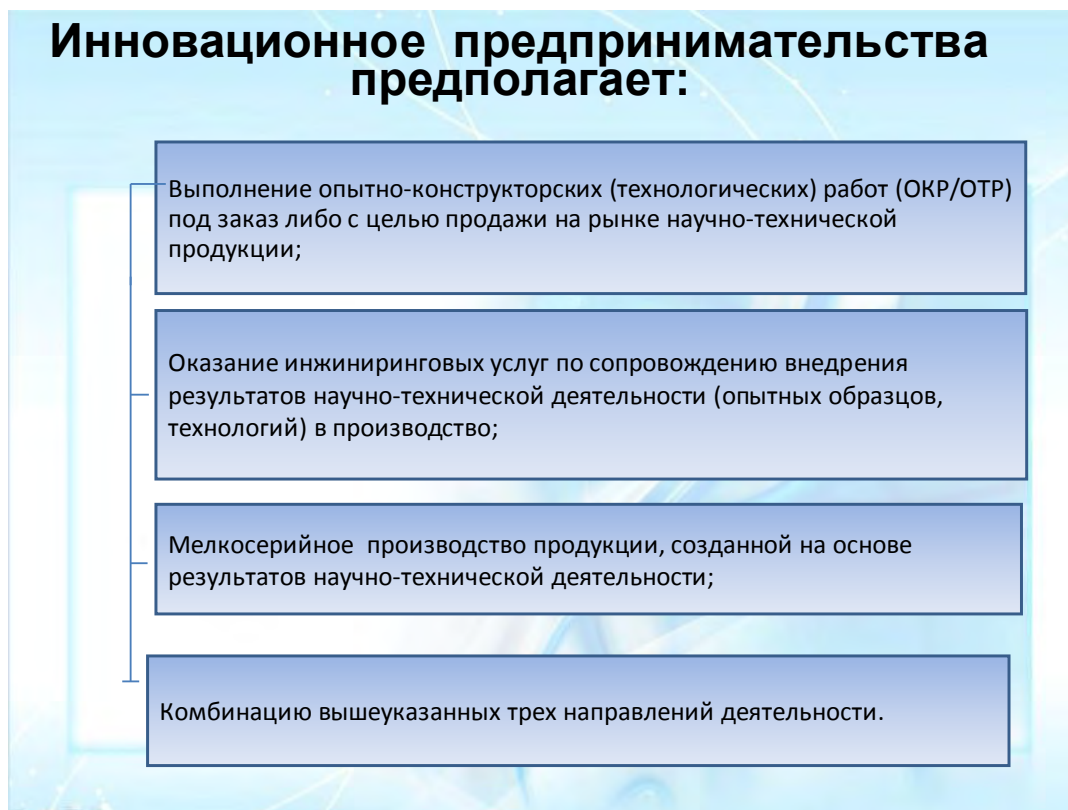 Инновационное предпринимательства
предполагает:
Выполнение опытно-конструкторских (технологических) работ (ОКР/ОТР)
под заказ либо с целью продажи на рынке научно-технической
продукции;
Оказание инжиниринговых услуг по сопровождению внедрения
результатов научно-технической деятельности (опытных образцов,
технологий) в производство;
Мелкосерийное производство продукции, созданной на основе
результатов научно-технической деятельности;
Комбинацию вышеуказанных трех направлений деятельности.